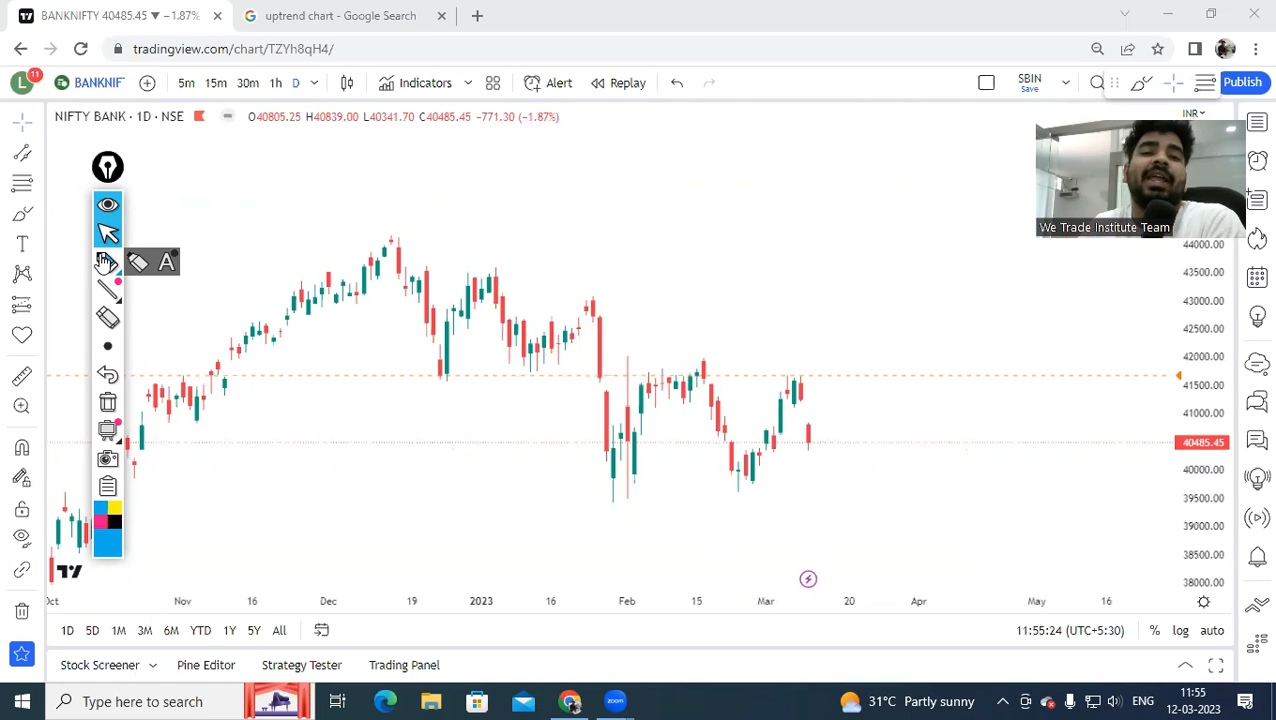 BANKNIFTY 40485.45 ▼ −1.87%
uptrend chart - Google Search
tradingview.com/chart/TZYh8qH4/
L 11 BANKNIF 5m 15m 30m 1h D Indicators Alert Replay SBIN Save Publish
NIFTY BANK · 1D · NSE O40805.25 H40839.00 L40341.70 C40485.45 −771.30 (−1.87%)
INR
We Trade Institute Team
A
44000.00
43500.00
43000.00
42500.00
42000.00
41500.00
41000.00
40485.45
40000.00
39500.00
39000.00
38500.00
38000.00
Oct Nov 16 Dec 19 2023 16 Feb 15 Mar 20 Apr May 16
1D 5D 1M 3M 6M YTD 1Y 5Y All 11:55:24 (UTC+5:30) % log auto
Stock Screener Pine Editor Strategy Tester Trading Panel
Type here to search zoom 31°C Partly sunny ENG 11:55
12-03-2023